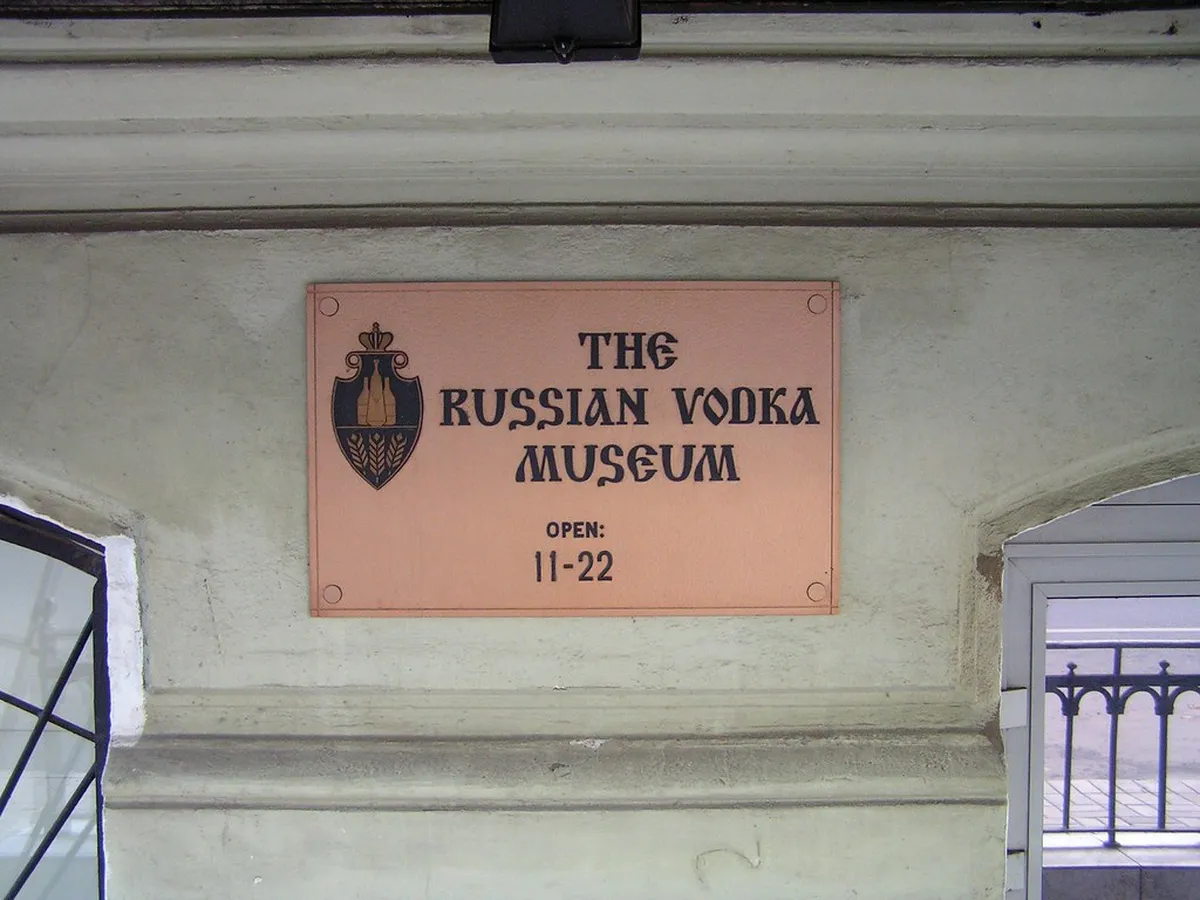 THE
RUSSIAN VODKA
MUSEUM
OPEN:
11-22